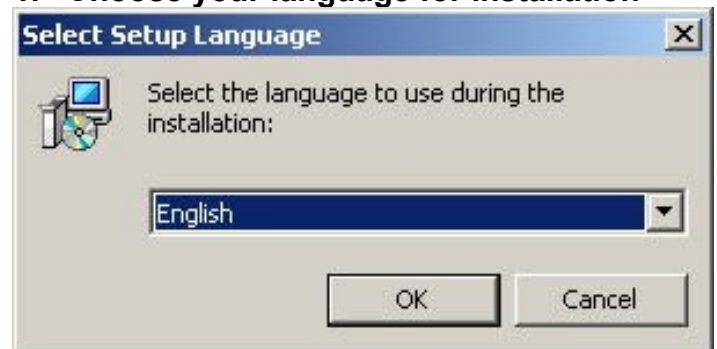 Choose your language for installation
Select Setup Language
Select the language to use during the
installation:
English
OK
Cancel